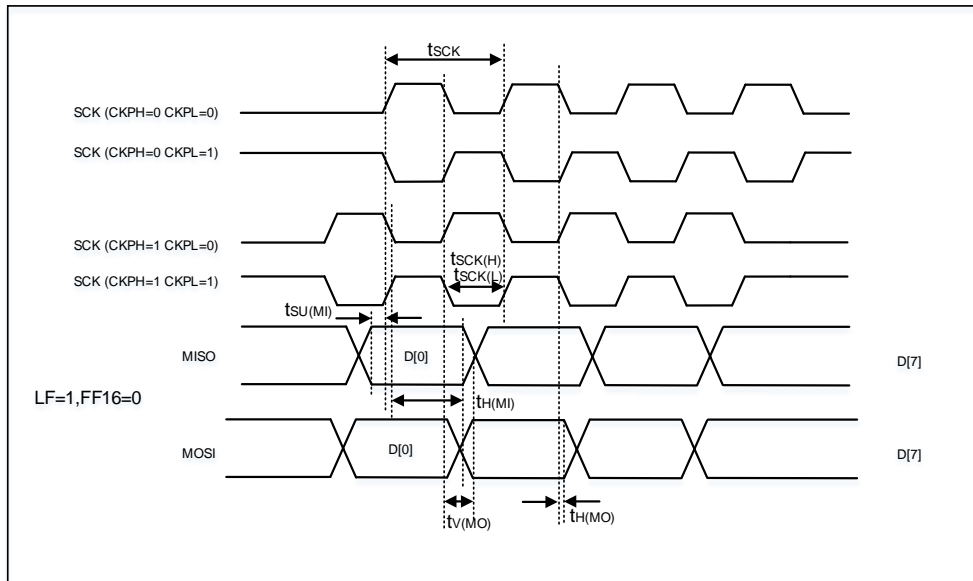 tSCK
SCK (CKPH=0 CKPL=0)
SCK (CKPH=0 CKPL=1)
SCK (CKPH=1 CKPL=0)
tSCK(H)
tSCK(L)
SCK (CKPH=1 CKPL=1)
tSU(MI)
MISO
D[0]
D[7]
LF=1,FF16=0
tH(MI)
MOSI
D[0]
D[7]
tV(MO)
tH(MO)